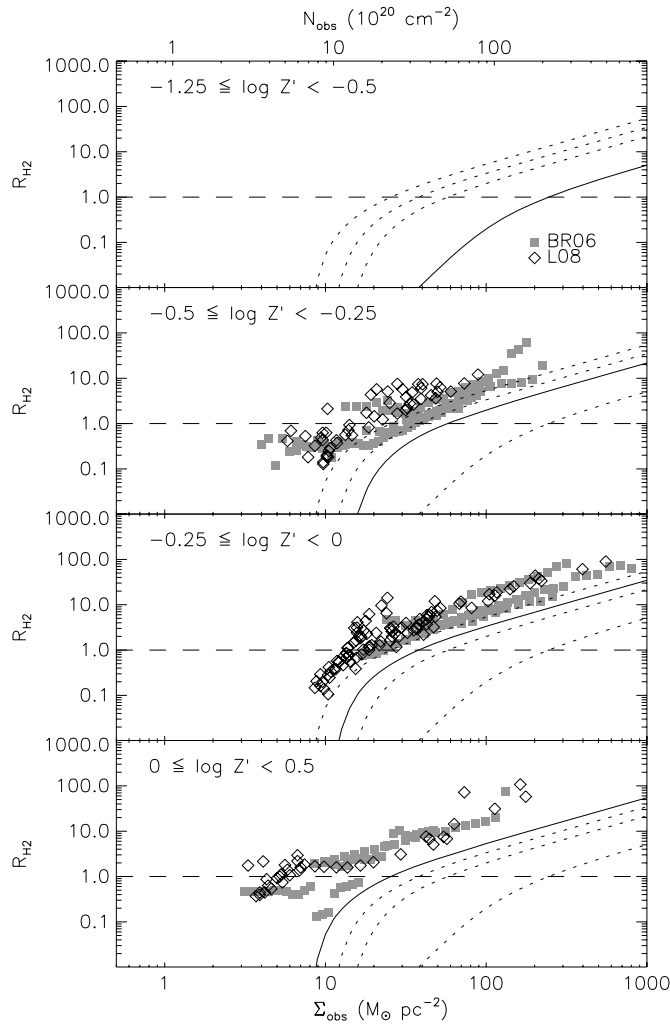 N_obs (10^20 cm^-2)
1 10 100
1000.0
100.0
10.0
1.0
0.1
R_H2
-1.25 ≦ log Z' < -0.5
BR06
L08
1000.0
100.0
10.0
1.0
0.1
R_H2
-0.5 ≦ log Z' < -0.25
1000.0
100.0
10.0
1.0
0.1
R_H2
-0.25 ≦ log Z' < 0
1000.0
100.0
10.0
1.0
0.1
R_H2
0 ≦ log Z' < 0.5
1 10 100 1000
Σ_obs (M_⊙ pc^-2)